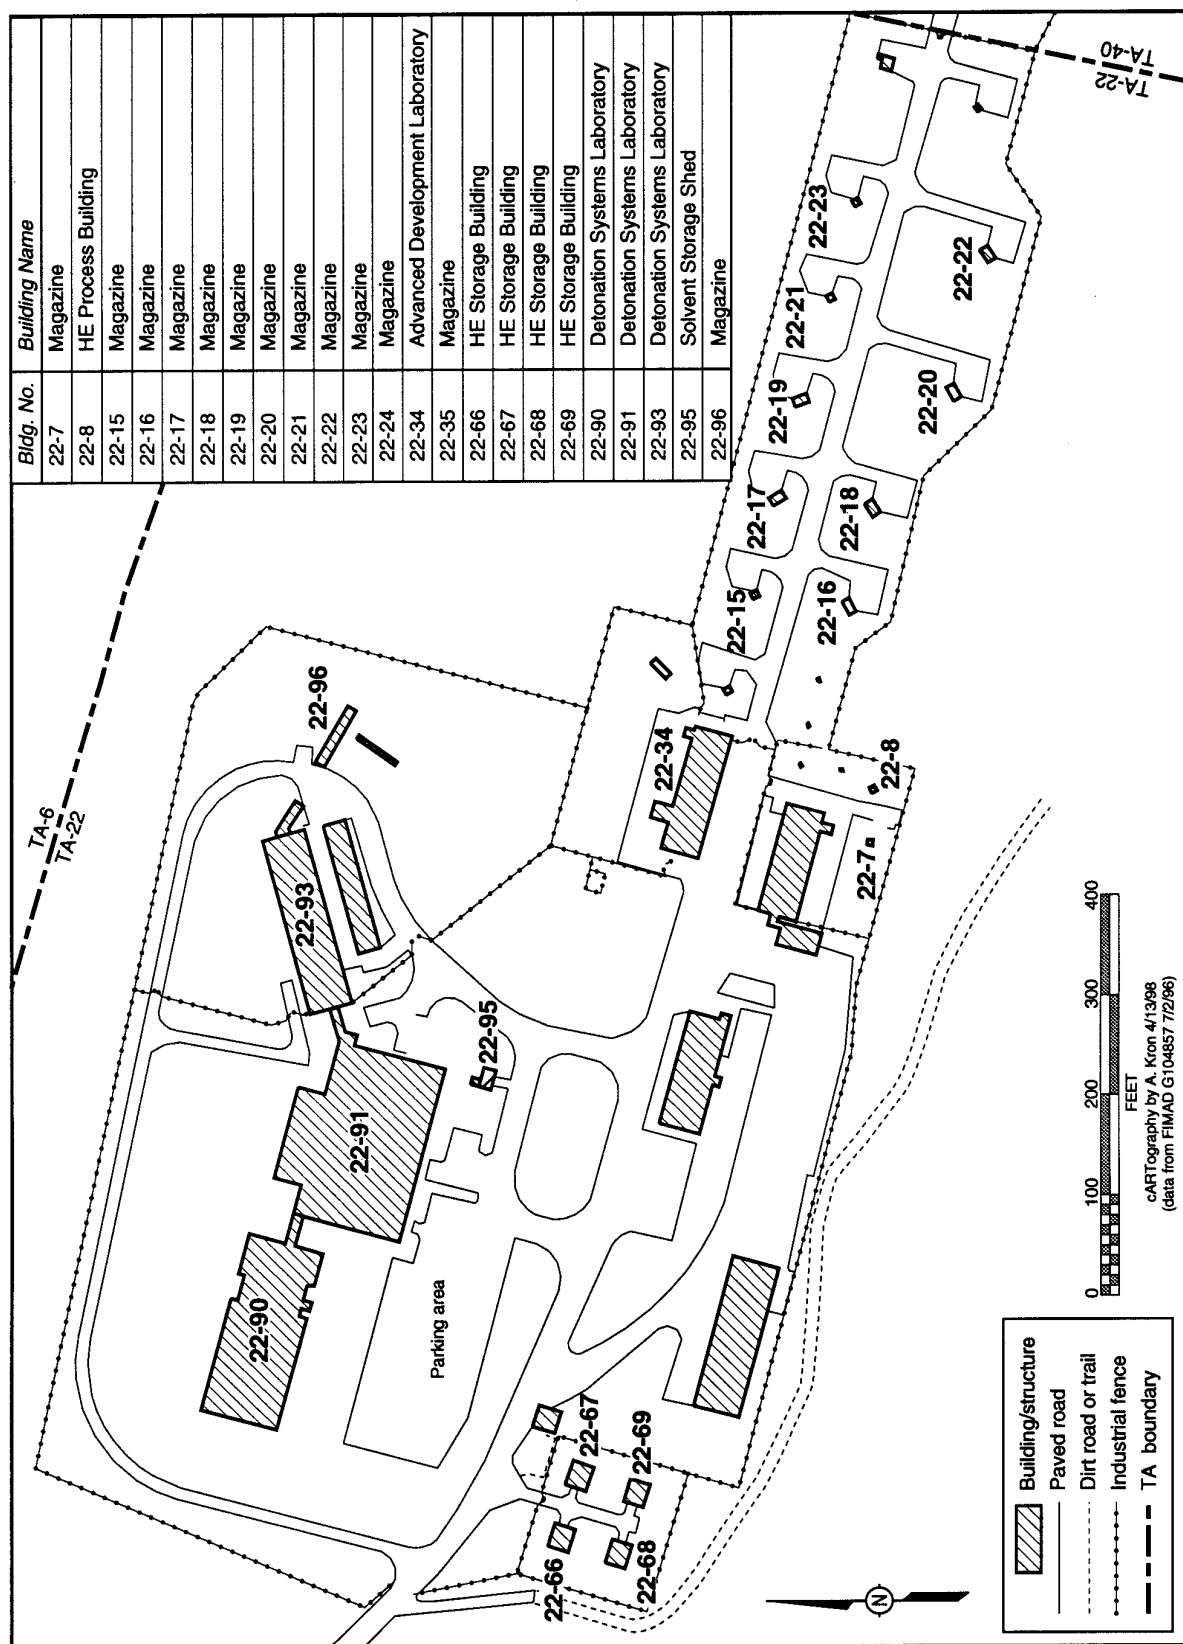 Bldg. No. Building Name
22-7 Magazine
22-8 HE Process Building
22-15 Magazine
22-16 Magazine
22-17 Magazine
22-18 Magazine
22-19 Magazine
22-20 Magazine
22-21 Magazine
22-22 Magazine
22-23 Magazine
22-24 Magazine
22-34 Advanced Development Laboratory
22-35 Magazine
22-66 HE Storage Building
22-67 HE Storage Building
22-68 HE Storage Building
22-69 HE Storage Building
22-90 Detonation Systems Laboratory
22-91 Detonation Systems Laboratory
22-93 Detonation Systems Laboratory
22-95 Solvent Storage Shed
22-96 Magazine
TA-6
TA-22
22-96
22-93
22-91
22-90
22-95
Parking area
22-34
22-8
22-7
22-67
22-69
22-66
22-68
22-15
22-17
22-19
22-21
22-23
22-16
22-18
22-20
22-22
TA-40
TA-22
N
Building/structure
Paved road
Dirt road or trail
Industrial fence
TA boundary
0 100 200 300 400
FEET
cARTography by A. Kron 4/13/98
(data from FIMAD G104857 7/2/96)